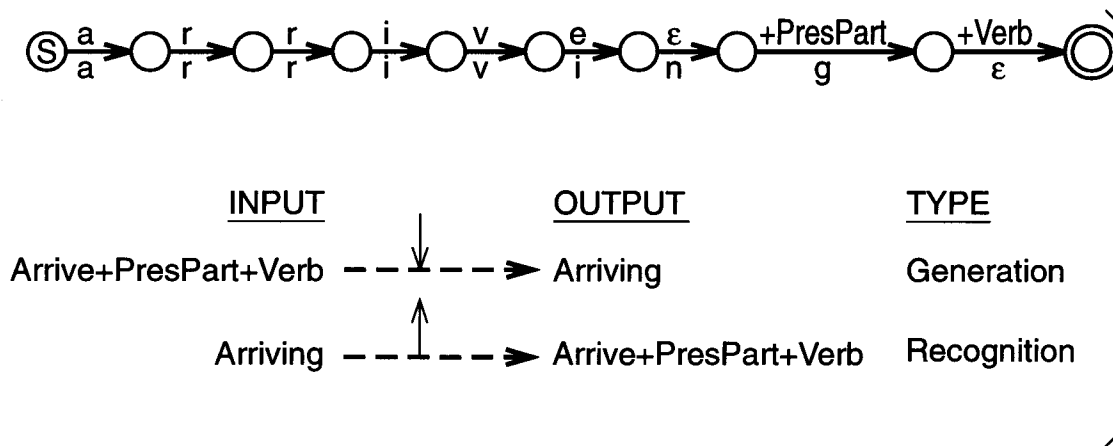 a r r i v e ε +PresPart +Verb
S
a r r i v i n g ε
INPUT OUTPUT TYPE
Arrive+PresPart+Verb Arriving Generation
Arriving Arrive+PresPart+Verb Recognition